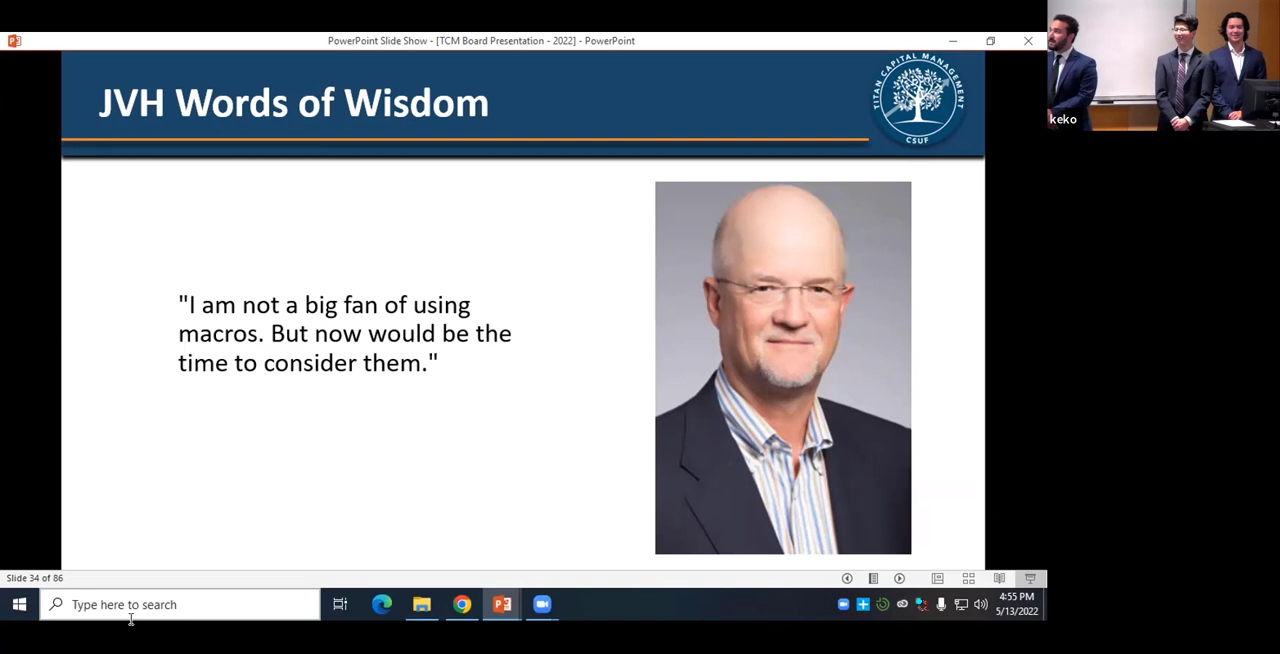 PowerPoint Slide Show - [TCM Board Presentation - 2022] - PowerPoint
JVH Words of Wisdom
TITAN CAPITAL MANAGEMENT
CSUF
keko
"I am not a big fan of using
macros. But now would be the
time to consider them."
Slide 34 of 86
Type here to search
4:55 PM
5/13/2022